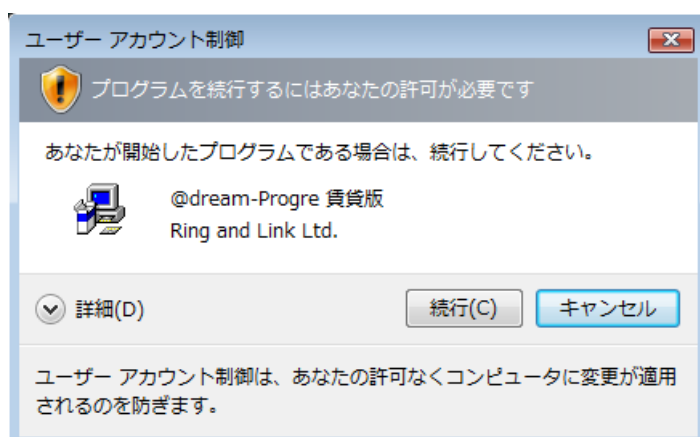 ユーザー アカウント制御
プログラムを続行するにはあなたの許可が必要です
あなたが開始したプログラムである場合は、続行してください。
@dream-Progre 賃貸版
Ring and Link Ltd.
詳細(D)
続行(C)
キャンセル
ユーザー アカウント制御は、あなたの許可なくコンピュータに変更が適用
されるのを防ぎます。